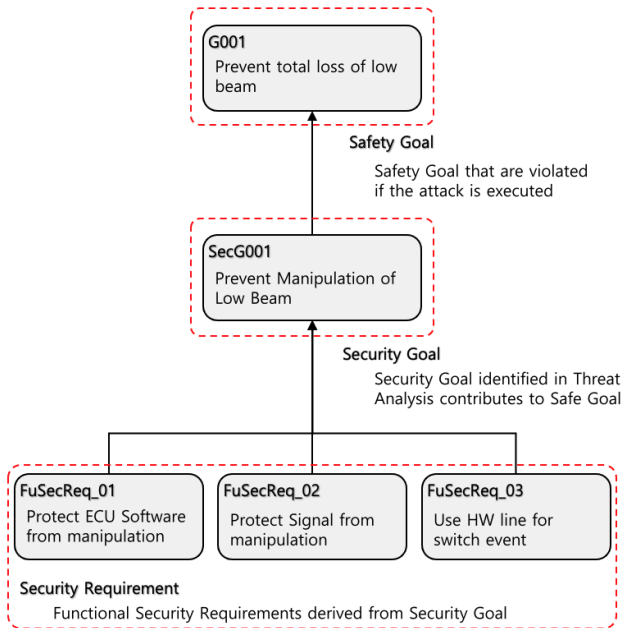 G001
Prevent total loss of low
beam
Safety Goal
Safety Goal that are violated
if the attack is executed
SecG001
Prevent Manipulation of
Low Beam
Security Goal
Security Goal identified in Threat
Analysis contributes to Safe Goal
FuSecReq_01
Protect ECU Software
from manipulation
FuSecReq_02
Protect Signal from
manipulation
FuSecReq_03
Use HW line for
switch event
Security Requirement
Functional Security Requirements derived from Security Goal